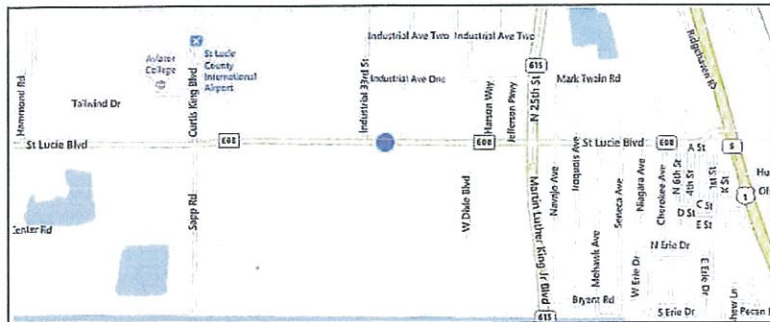 Industrial Ave Two
Industrial Ave Two
Aviator
College
St Lucie
County
International
Airport
Hammond Rd
Curtis King Blvd
Industrial 33rd St
Industrial Ave One
615
Mark Twain Rd
Ridgehaven Rd
Tailwind Dr
Harson Way
Jefferson Pkwy
N 25th St
St Lucie Blvd
608
608
St Lucie Blvd
608
A St
5
Sapp Rd
W Dixie Blvd
Martin Luther King Jr Blvd
Navajo Ave
Iroquois Ave
Mohawk Ave
Seneca Ave
Niagara Ave
Cherokee Ave
N 6th St
4th St
1st St
C St
D St
E St
1
Center Rd
N Erie Dr
W Erie Dr
E Erie Dr
Bryant Rd
S Erie Dr
615